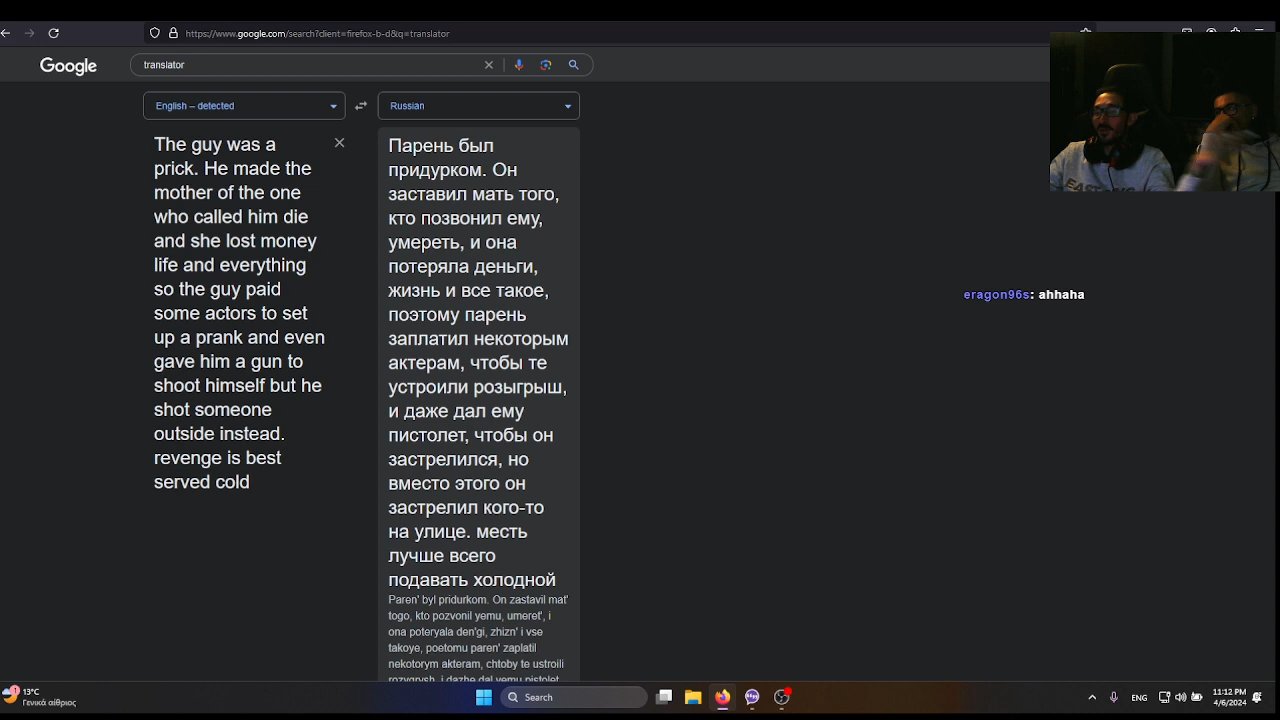 https://www.google.com/search?client=firefox-b-d&q=translator
Google
translator
English – detected
Russian
The guy was a
prick. He made the
mother of the one
who called him die
and she lost money
life and everything
so the guy paid
some actors to set
up a prank and even
gave him a gun to
shoot himself but he
shot someone
outside instead.
revenge is best
served cold
Парень был
придурком. Он
заставил мать того,
кто позвонил ему,
умереть, и она
потеряла деньги,
жизнь и все такое,
поэтому парень
заплатил некоторым
актерам, чтобы те
устроили розыгрыш,
и даже дал ему
пистолет, чтобы он
застрелился, но
вместо этого он
застрелил кого-то
на улице. месть
лучше всего
подавать холодной
Paren' byl pridurkom. On zastavil mat'
togo, kto pozvonil yemu, umeret', i
ona poteryala den'gi, zhizn' i vse
takoye, poetomu paren' zaplatil
nekotorym akteram, chtoby te ustroili
rozygrysh, i dazhe dal yemu pistolet,
eragon96s: ahhaha
1
13°C
Γενικά αίθριος
Search
ENG
11:12 PM
4/6/2024